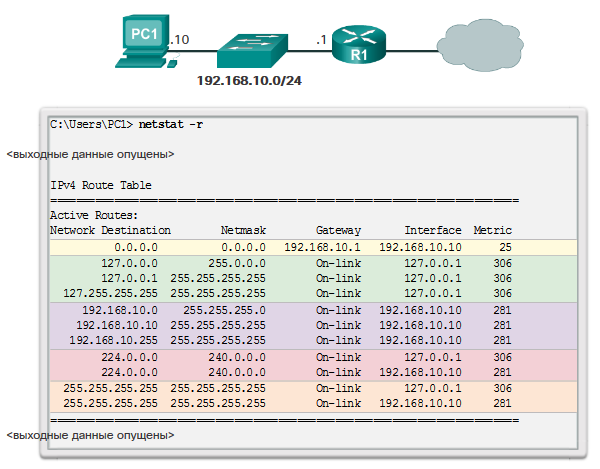 PC1
.10
.1
R1
192.168.10.0/24
C:\Users\PC1> netstat -r
<выходные данные опущены>
IPv4 Route Table
===============================================================
Active Routes:
Network Destination Netmask Gateway Interface Metric
0.0.0.0 0.0.0.0 192.168.10.1 192.168.10.10 25
127.0.0.0 255.0.0.0 On-link 127.0.0.1 306
127.0.0.1 255.255.255.255 On-link 127.0.0.1 306
127.255.255.255 255.255.255.255 On-link 127.0.0.1 306
192.168.10.0 255.255.255.0 On-link 192.168.10.10 281
192.168.10.10 255.255.255.255 On-link 192.168.10.10 281
192.168.10.255 255.255.255.255 On-link 192.168.10.10 281
224.0.0.0 240.0.0.0 On-link 127.0.0.1 306
224.0.0.0 240.0.0.0 On-link 192.168.10.10 281
255.255.255.255 255.255.255.255 On-link 127.0.0.1 306
255.255.255.255 255.255.255.255 On-link 192.168.10.10 281
===============================================================
<выходные данные опущены>